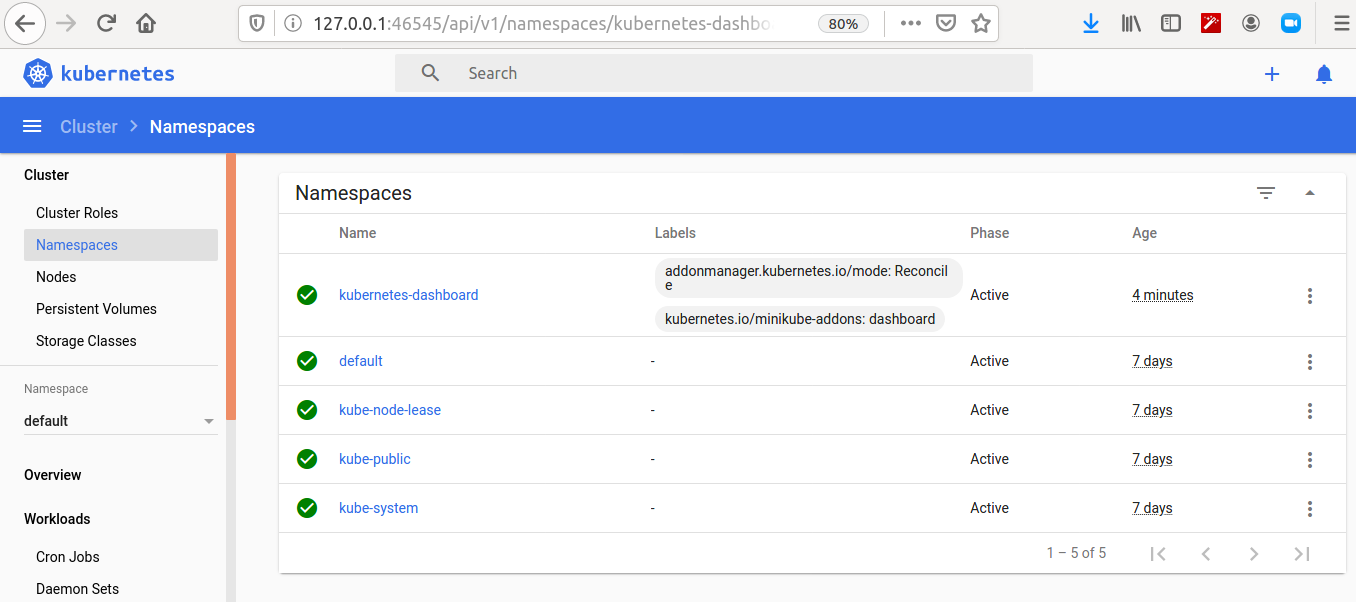 127.0.0.1:46545/api/v1/namespaces/kubernetes-dashbo
80%
kubernetes
Search
Cluster
Namespaces
Cluster
Cluster Roles
Namespaces
Nodes
Persistent Volumes
Storage Classes
Namespace
default
Overview
Workloads
Cron Jobs
Daemon Sets
Namespaces
Name Labels Phase Age
addonmanager.kubernetes.io/mode: Reconcil
e
kubernetes-dashboard Active 4 minutes
kubernetes.io/minikube-addons: dashboard
default - Active 7 days
kube-node-lease - Active 7 days
kube-public - Active 7 days
kube-system - Active 7 days
1 – 5 of 5